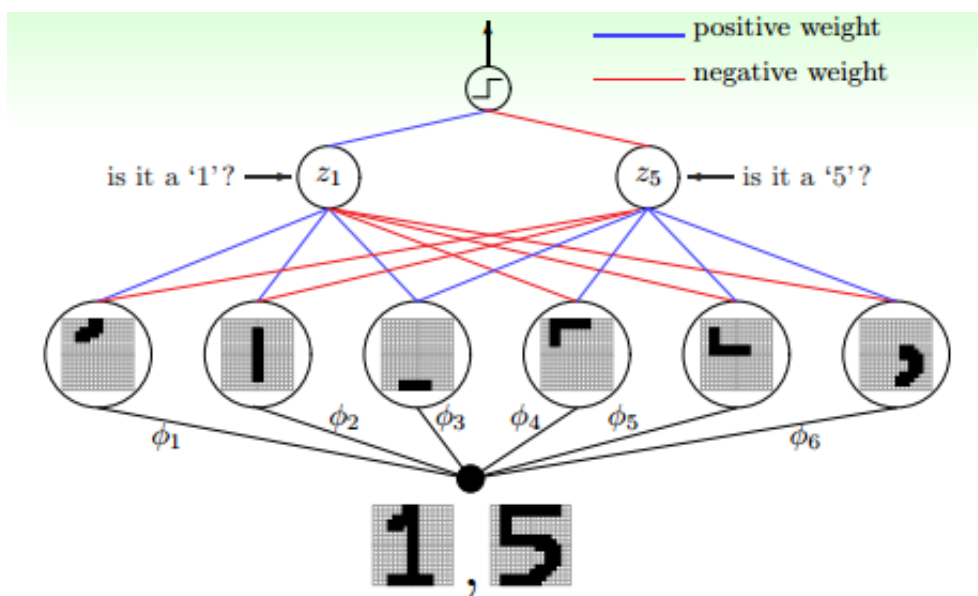 positive weight
negative weight
is it a ‘1’?
z1
z5
is it a ‘5’?
ϕ1
ϕ2
ϕ3
ϕ4
ϕ5
ϕ6
1 , 5